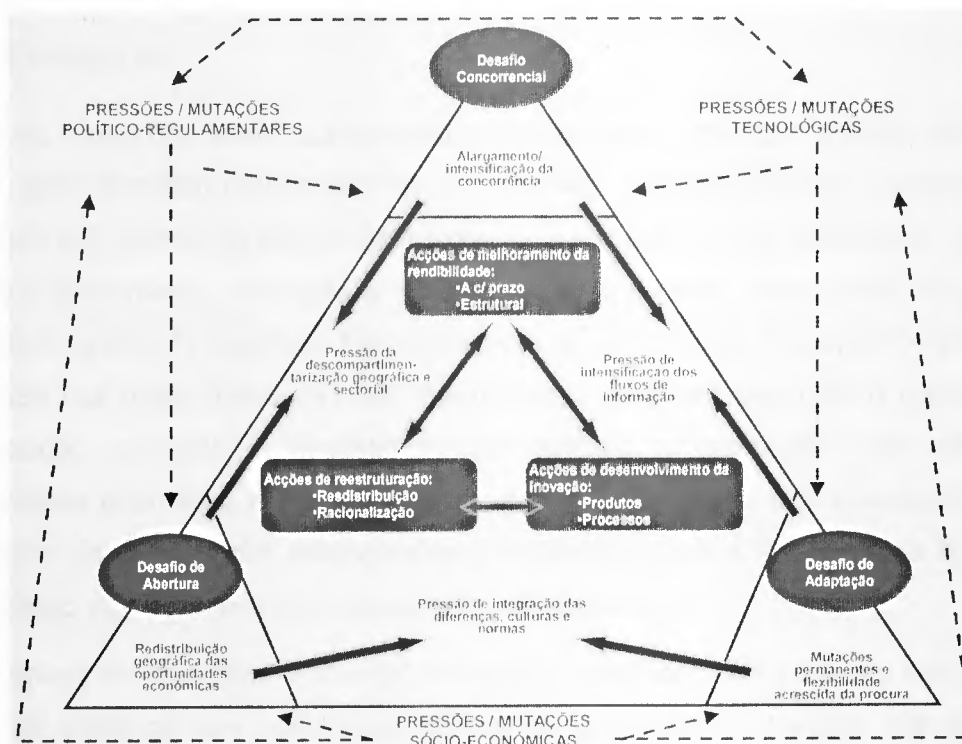 Desafio
Concorrencial
PRESSÕES / MUTAÇÕES
POLÍTICO-REGULAMENTARES
PRESSÕES / MUTAÇÕES
TECNOLÓGICAS
Alargamento/
intensificação da
concorrência
Acções de melhoramento da
rendibilidade:
•A c/ prazo
•Estrutural
Pressão da
descompartimen-
tarização geográfica e
sectorial
Pressão de
intensificação dos
fluxos de
informação
Acções de reestruturação:
•Resdistribuição
•Racionalização
Acções de desenvolvimento da
inovação:
•Produtos
•Processos
Desafio de
Abertura
Desafio de
Adaptação
Pressão de integração das
diferenças, culturas e
normas
Redistribuição
geográfica das
oportunidades
económicas
Mutações
permanentes e
flexibilidade
acrescida da procura
PRESSÕES / MUTAÇÕES
SÓCIO-ECONÓMICAS